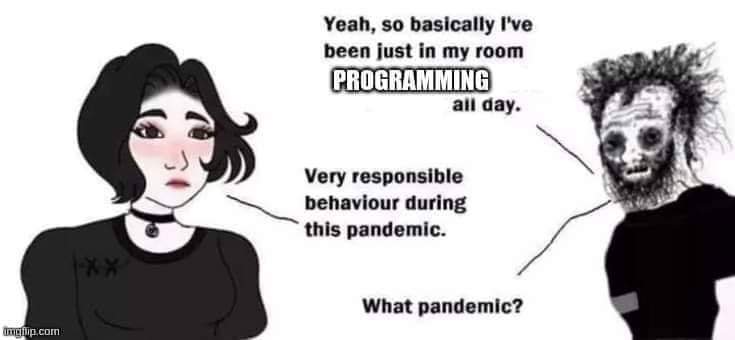 Yeah, so basically I've
been just in my room
PROGRAMMING
all day.
Very responsible
behaviour during
this pandemic.
What pandemic?
imgflip.com